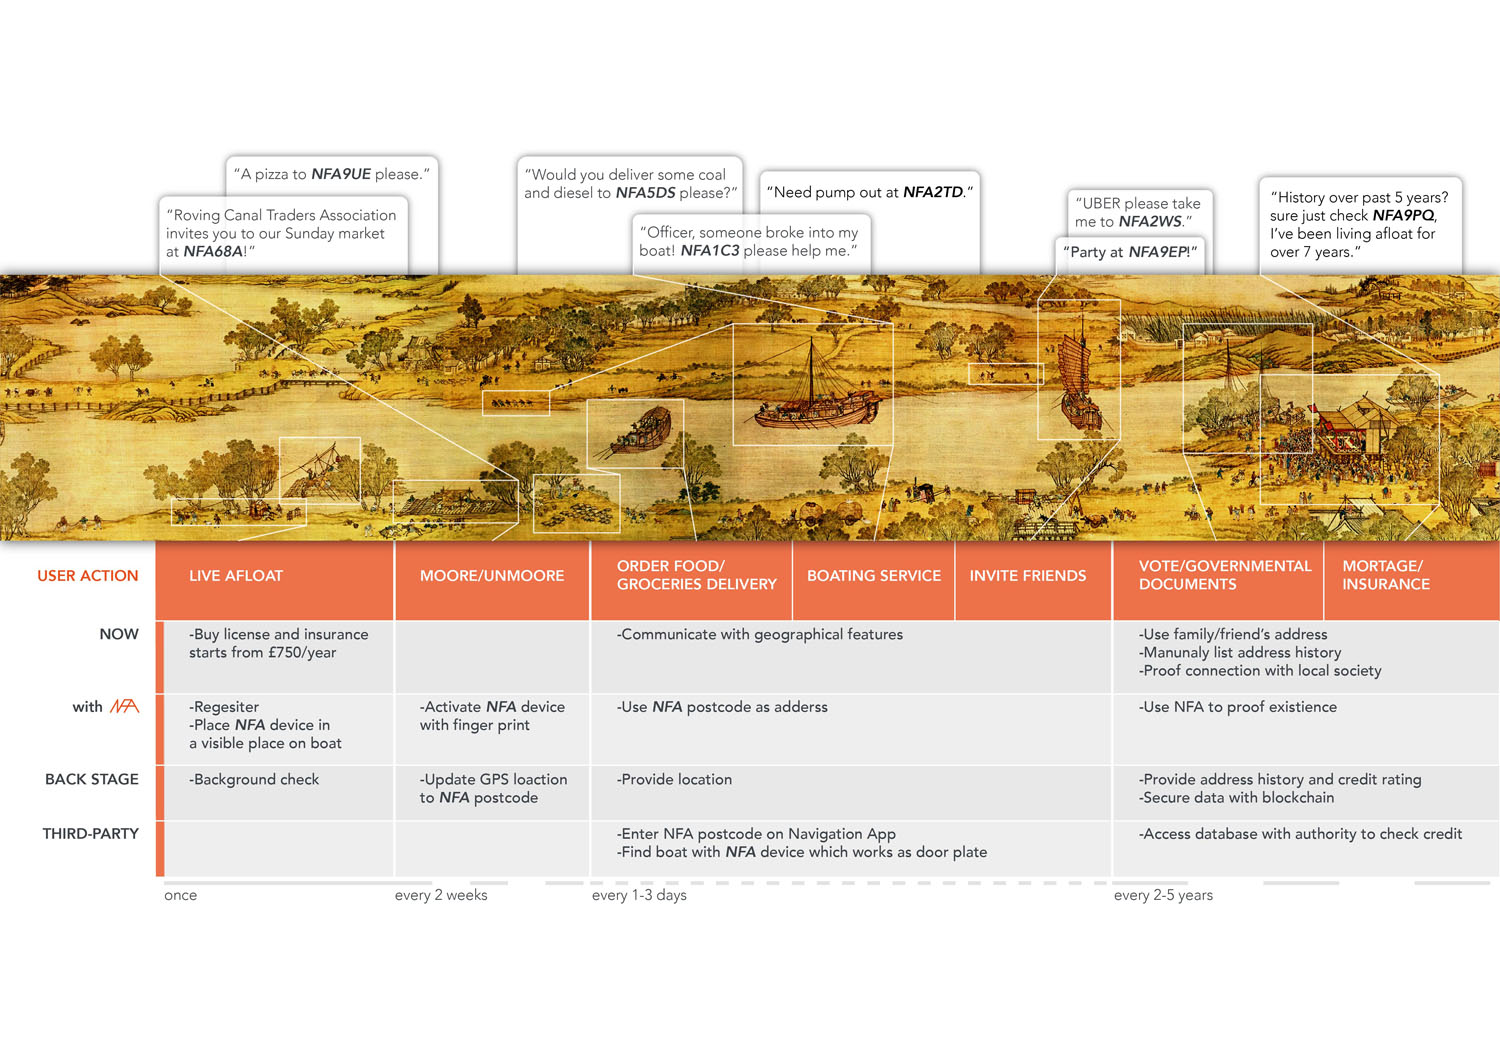 “A pizza to NFA9UE please.”
“Roving Canal Traders Association
invites you to our Sunday market
at NFA68A!”
“Would you deliver some coal
and diesel to NFA5DS please?”
“Need pump out at NFA2TD.”
“Officer, someone broke into my
boat! NFA1C3 please help me.”
“UBER please take
me to NFA2WS.”
“Party at NFA9EP!”
“History over past 5 years?
sure just check NFA9PQ,
I’ve been living afloat for
over 7 years.”
USER ACTION
LIVE AFLOAT
MOORE/UNMOORE
ORDER FOOD/
GROCERIES DELIVERY
BOATING SERVICE
INVITE FRIENDS
VOTE/GOVERNMENTAL
DOCUMENTS
MORTAGE/
INSURANCE
NOW
-Buy license and insurance
starts from £750/year
-Communicate with geographical features
-Use family/friend’s address
-Manunaly list address history
-Proof connection with local society
with NFA
-Regesiter
-Place NFA device in
a visible place on boat
-Activate NFA device
with finger print
-Use NFA postcode as adderss
-Use NFA to proof existience
BACK STAGE
-Background check
-Update GPS loaction
to NFA postcode
-Provide location
-Provide address history and credit rating
-Secure data with blockchain
THIRD-PARTY
-Enter NFA postcode on Navigation App
-Find boat with NFA device which works as door plate
-Access database with authority to check credit
once
every 2 weeks
every 1-3 days
every 2-5 years